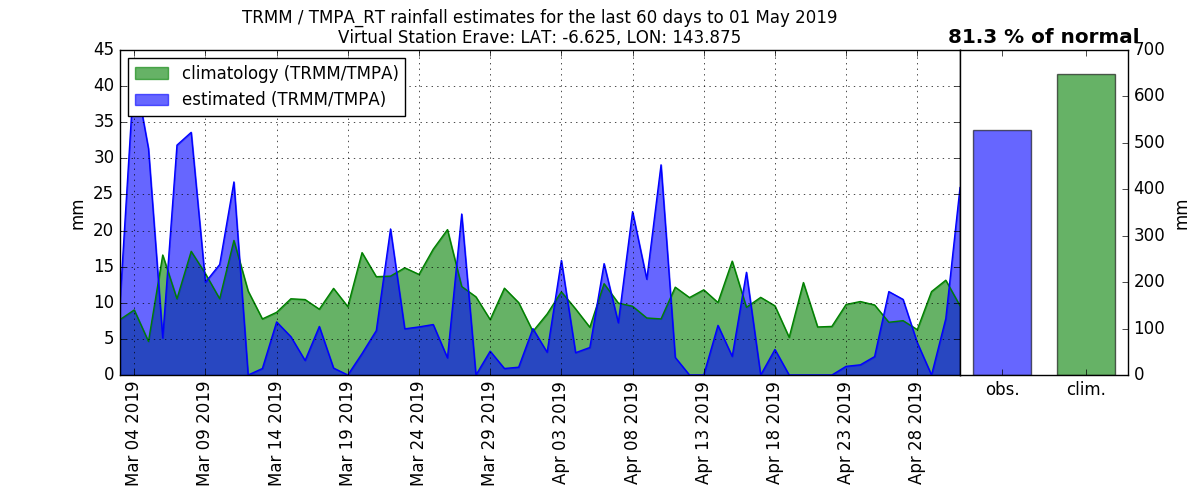 TRMM / TMPA_RT rainfall estimates for the last 60 days to 01 May 2019
Virtual Station Erave: LAT: -6.625, LON: 143.875
81.3 % of normal
climatology (TRMM/TMPA)
estimated (TRMM/TMPA)
45
40
35
30
25
20
15
10
5
0
mm
Mar 04 2019
Mar 09 2019
Mar 14 2019
Mar 19 2019
Mar 24 2019
Mar 29 2019
Apr 03 2019
Apr 08 2019
Apr 13 2019
Apr 18 2019
Apr 23 2019
Apr 28 2019
obs.
clim.
700
600
500
400
300
200
100
0
mm